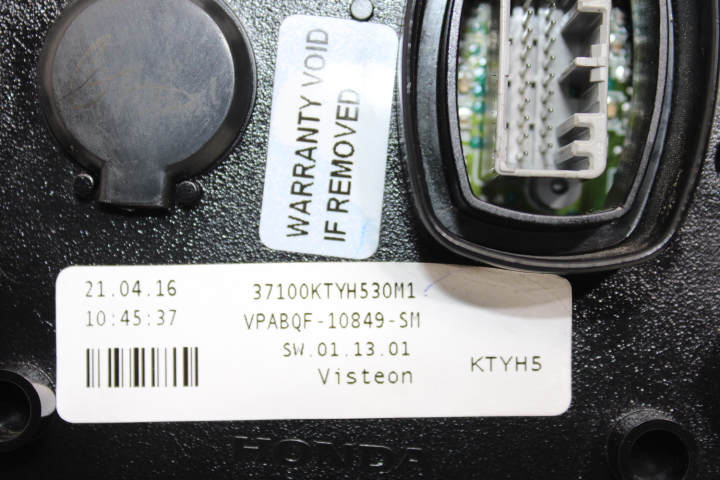 WARRANTY VOID
IF REMOVED
21.04.16
10:45:37
37100KTYH530M1
VPABQF-10849-SM
SW.01.13.01
Visteon
KTYH5
HONDA